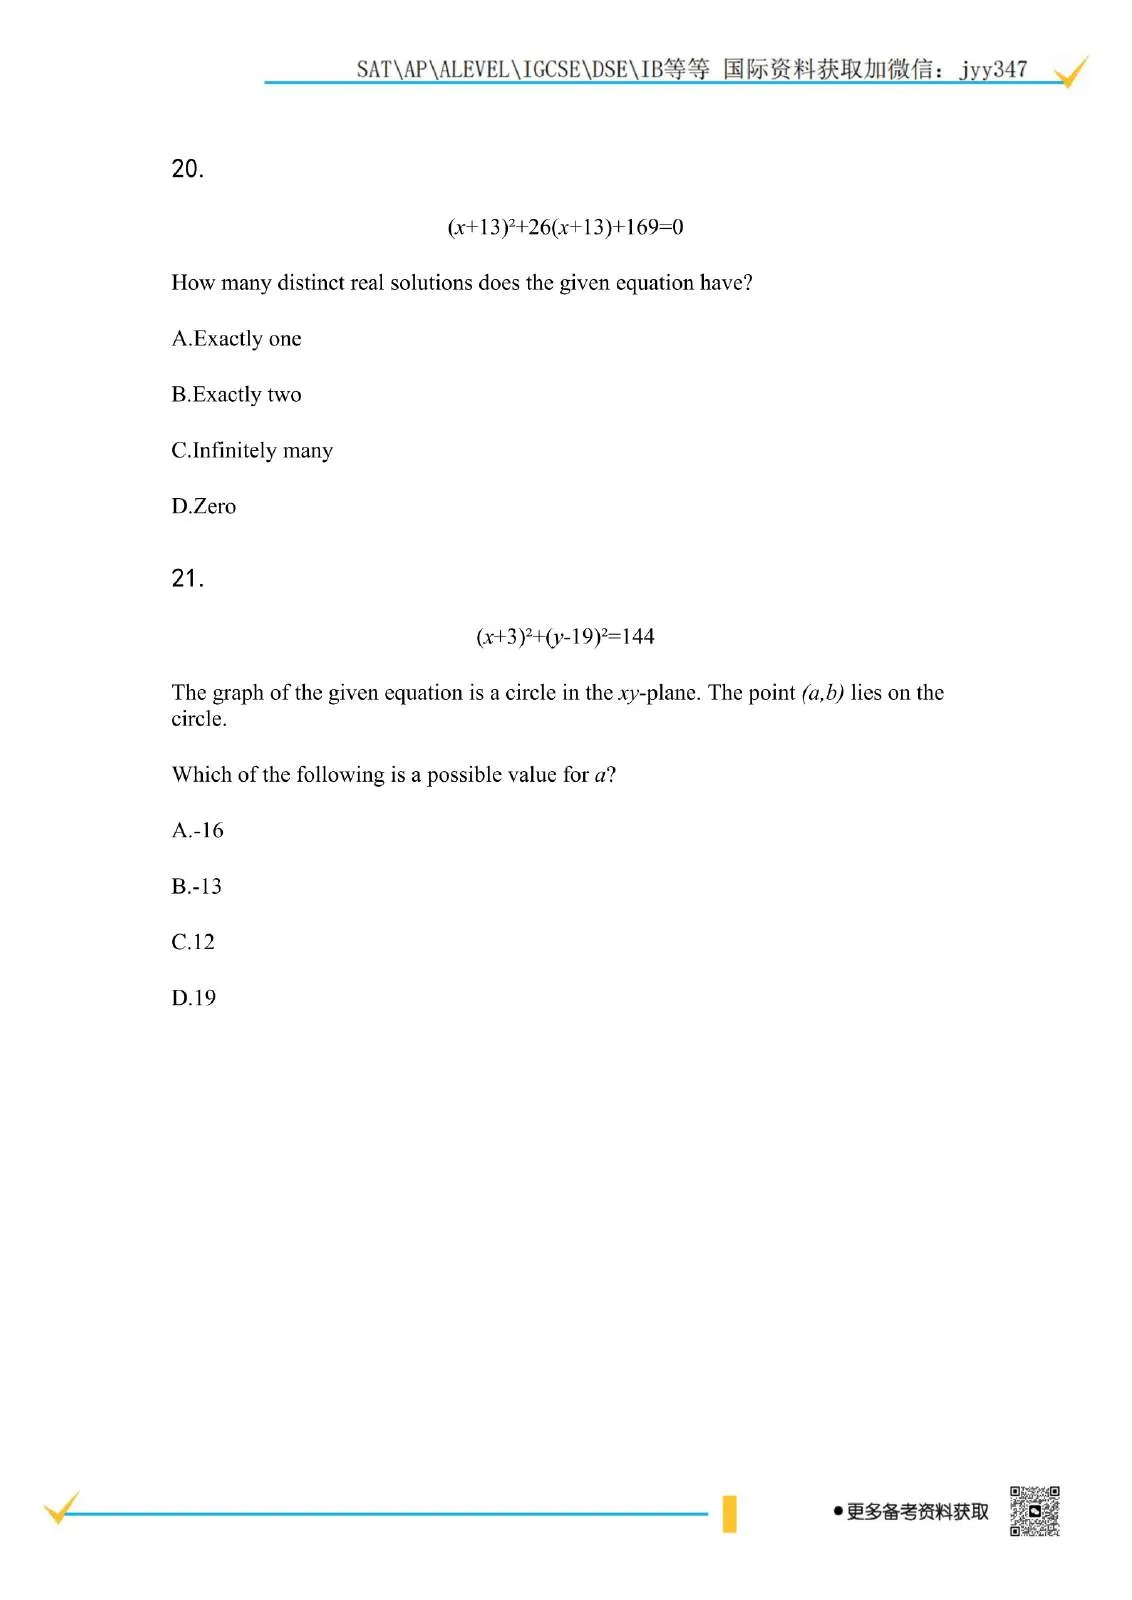 SAT\AP\ALEVEL\IGCSE\DSE\IB等等 国际资料获取加微信：jyy347
20.
(x+13)²+26(x+13)+169=0
How many distinct real solutions does the given equation have?
A.Exactly one
B.Exactly two
C.Infinitely many
D.Zero
21.
(x+3)²+(y-19)²=144
The graph of the given equation is a circle in the xy-plane. The point (a,b) lies on the
circle.
Which of the following is a possible value for a?
A.-16
B.-13
C.12
D.19
●更多备考资料获取